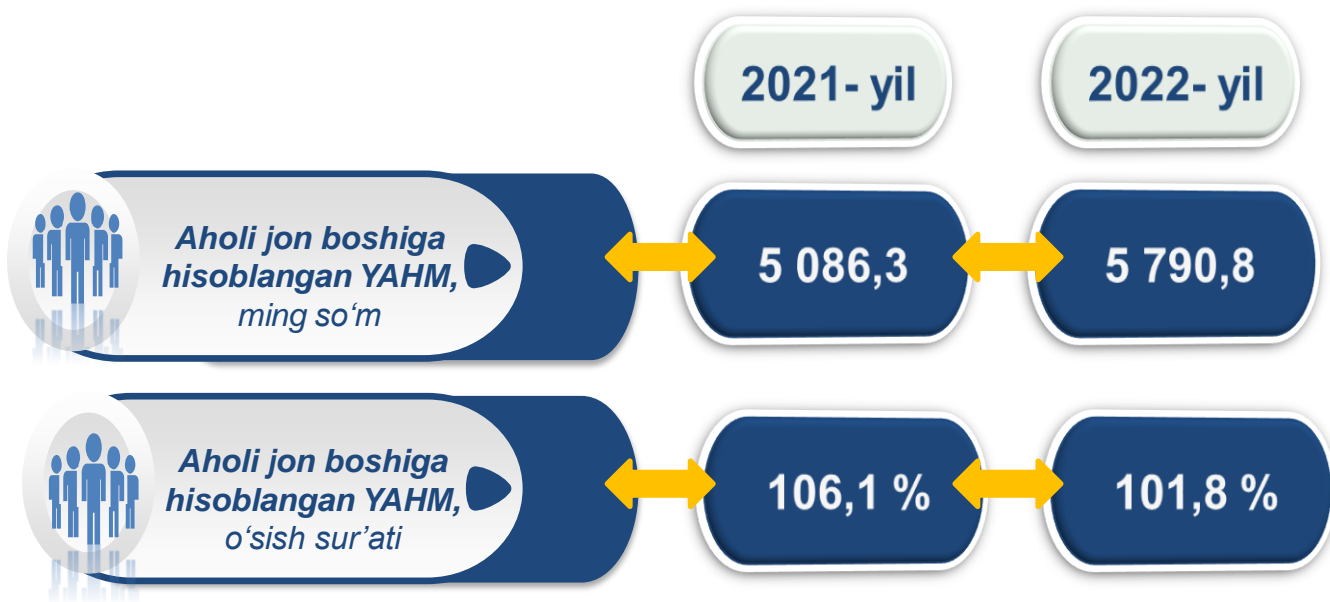 2021- yil
2022- yil
Aholi jon boshiga
hisoblangan YAHM,
ming so‘m
5 086,3
5 790,8
Aholi jon boshiga
hisoblangan YAHM,
o‘sish sur’ati
106,1 %
101,8 %